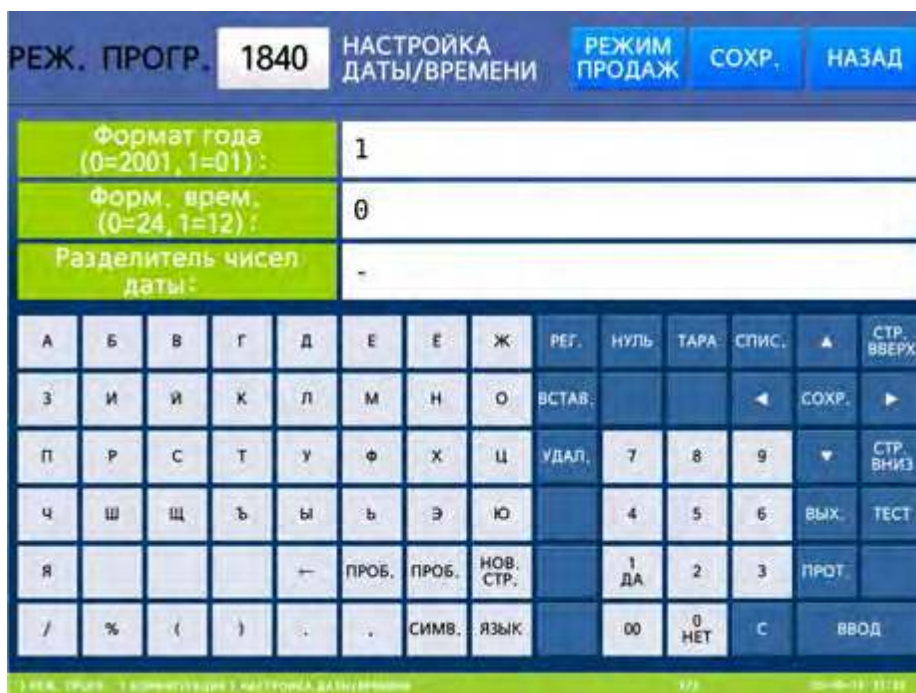 РЕЖ. ПРОГР. 1840 НАСТРОЙКА ДАТЫ/ВРЕМЕНИ РЕЖИМ ПРОДАЖ СОХР. НАЗАД
Формат года
(0=2001,1=01): 1
Форм. врем.
(0=24,1=12): 0
Разделитель чисел
даты: -
А Б В Г Д Е Ё Ж РЕГ. НУЛЬ ТАРА СПИС. ▲ СТР. ВВЕРХ
З И Й К Л М Н О ВСТАВ. ◄ СОХР. ►
П Р С Т У Ф Х Ц УДАЛ. 7 8 9 ▼ СТР. ВНИЗ
Ч Ш Щ Ъ Ы Ь Э Ю 4 5 6 ВЫХ. ТЕСТ
Я ← ПРОБ. ПРОБ. НОВ. СТР. 1 ДА 2 3 ПРОТ.
/ % ( ) . , СИМВ. ЯЗЫК 00 0 НЕТ С ВВОД